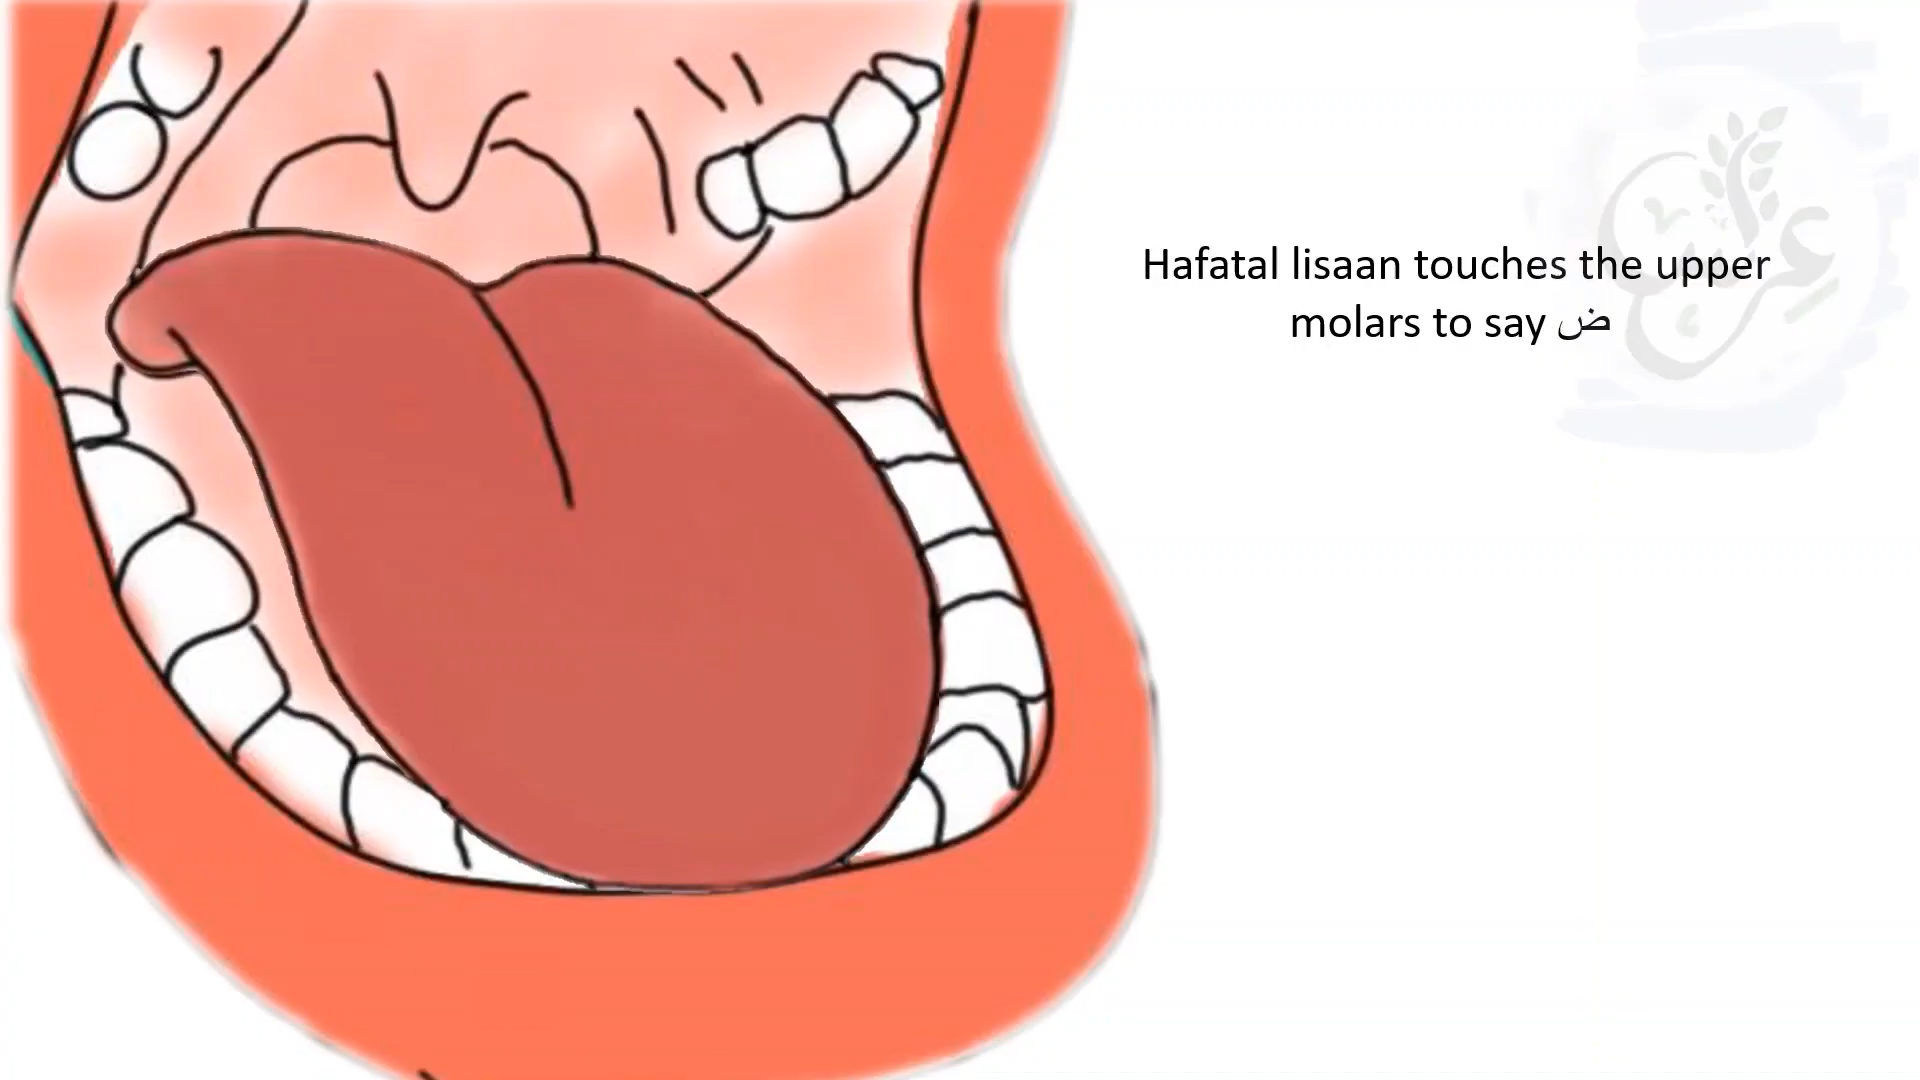 Hafatal lisaan touches the upper
molars to say ض